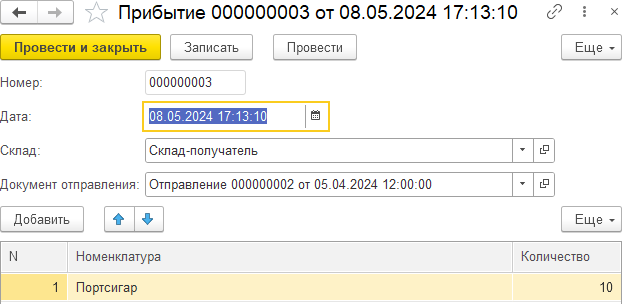 Прибытие 000000003 от 08.05.2024 17:13:10
Провести и закрыть Записать Провести Еще
Номер: 000000003
Дата: 08.05.2024 17:13:10
Склад: Склад-получатель
Документ отправления: Отправление 000000002 от 05.04.2024 12:00:00
Добавить Еще
N Номенклатура Количество
1 Портсигар 10